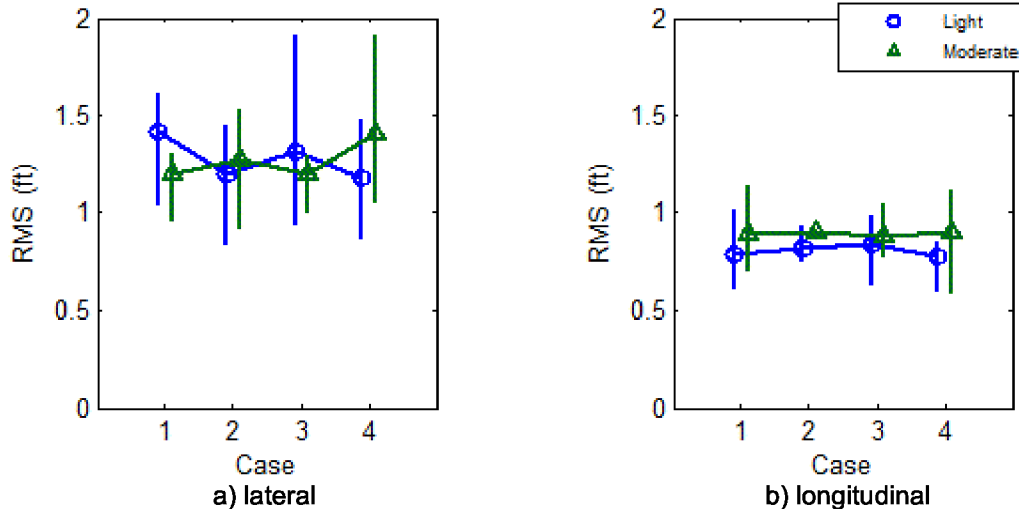 2
1.5
1
0.5
0
RMS (ft)
1 2 3 4
Case
a) lateral
2
1.5
1
0.5
0
RMS (ft)
1 2 3 4
Case
b) longitudinal
Light
Moderate